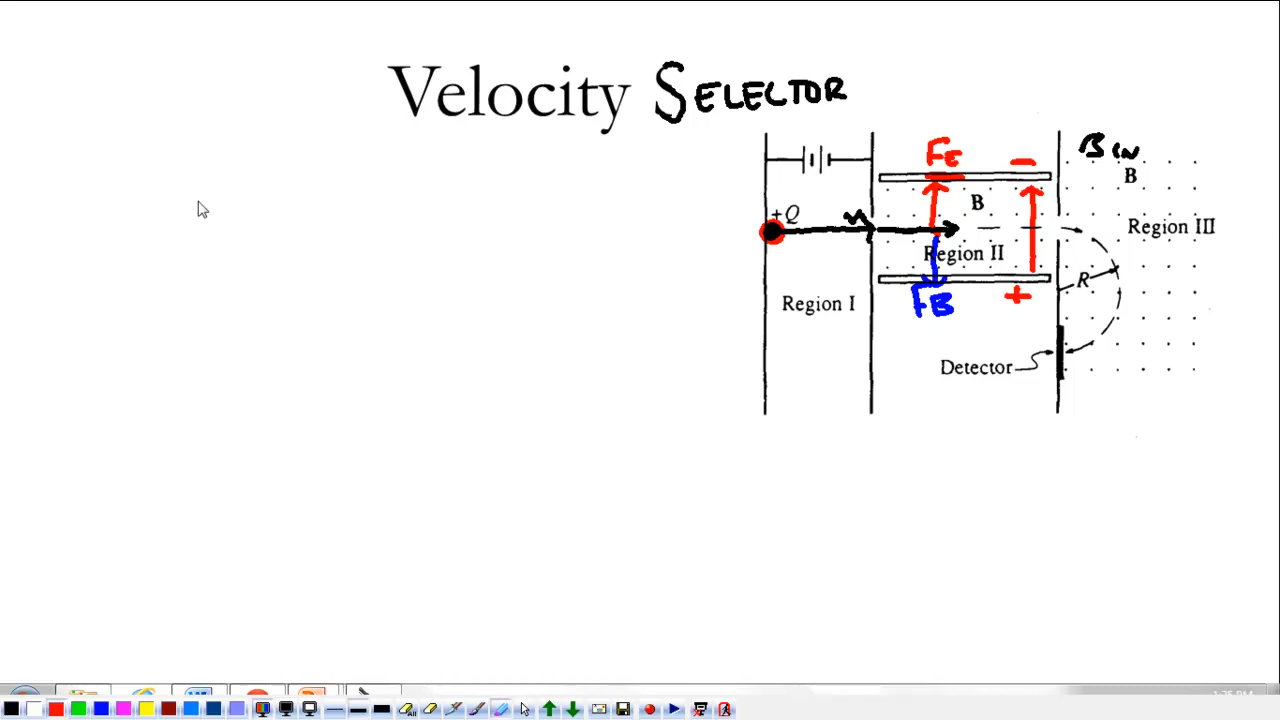 Velocity SELECTOR
FE
−
B IN
B
+Q
B
Region III
Region II
R
Region I
FB
+
Detector